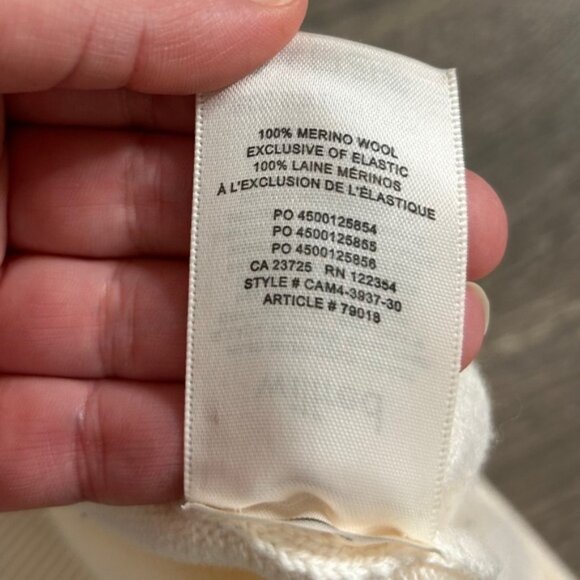 100% MERINO WOOL
EXCLUSIVE OF ELASTIC
100% LAINE MÉRINOS
À L'EXCLUSION DE L'ÉLASTIQUE
PO 4500125854
PO 4500125855
PO 4500125856
CA 23725 RN 122354
STYLE # CAM4-3937-30
ARTICLE # 79018